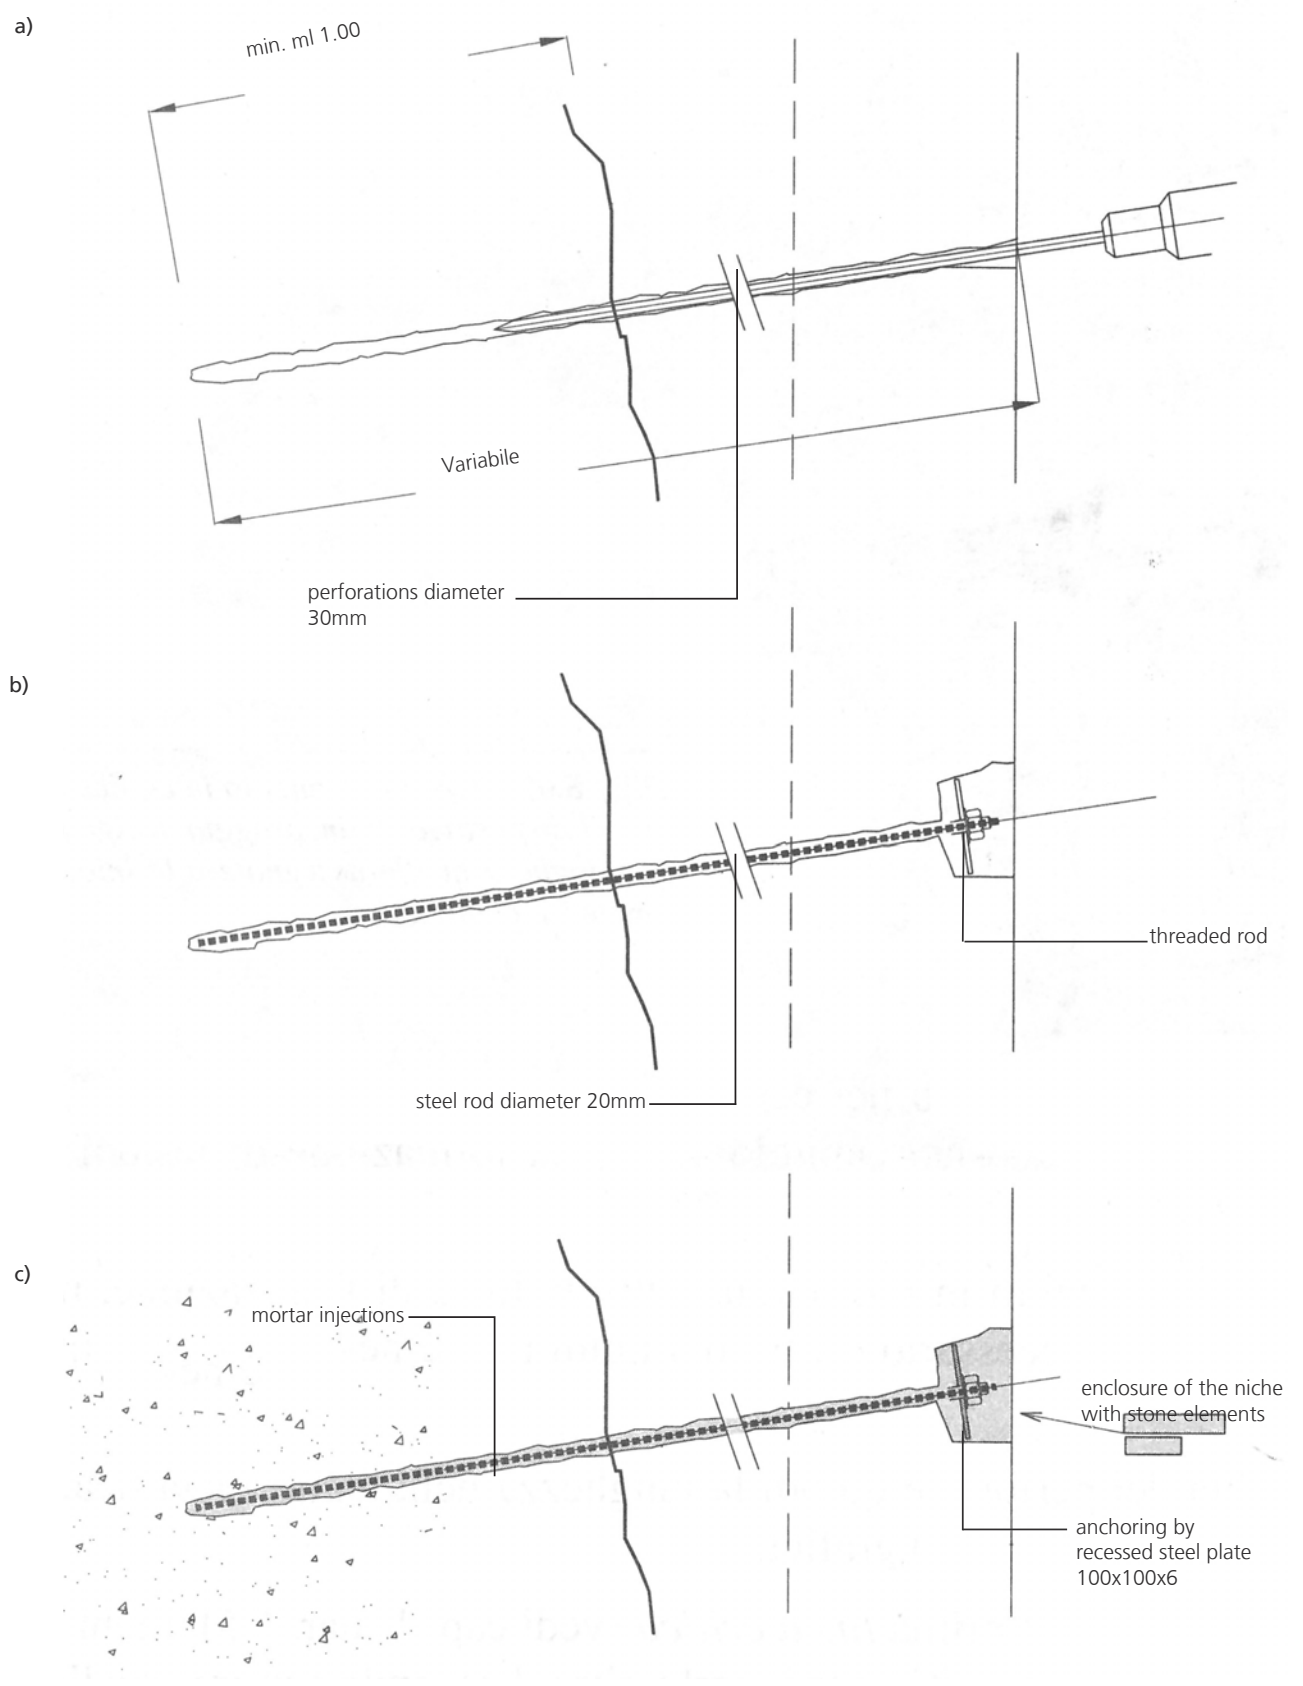 a)
min. ml 1.00
Variabile
perforations diameter
30mm
b)
threaded rod
steel rod diameter 20mm
c)
mortar injections
enclosure of the niche
with stone elements
anchoring by
recessed steel plate
100x100x6